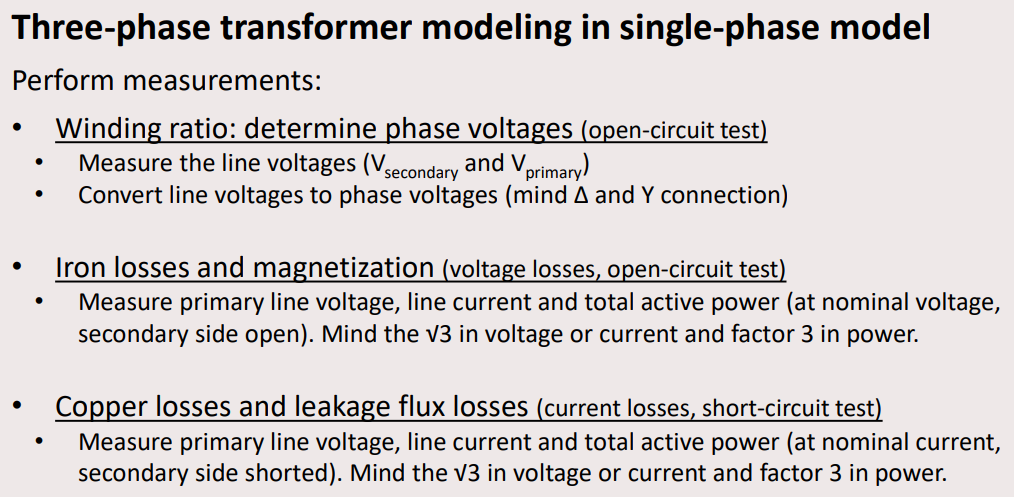 Three-phase transformer modeling in single-phase model
Perform measurements:
• Winding ratio: determine phase voltages (open-circuit test)
• Measure the line voltages (Vsecondary and Vprimary)
• Convert line voltages to phase voltages (mind Δ and Y connection)
• Iron losses and magnetization (voltage losses, open-circuit test)
• Measure primary line voltage, line current and total active power (at nominal voltage,
secondary side open). Mind the √3 in voltage or current and factor 3 in power.
• Copper losses and leakage flux losses (current losses, short-circuit test)
• Measure primary line voltage, line current and total active power (at nominal current,
secondary side shorted). Mind the √3 in voltage or current and factor 3 in power.